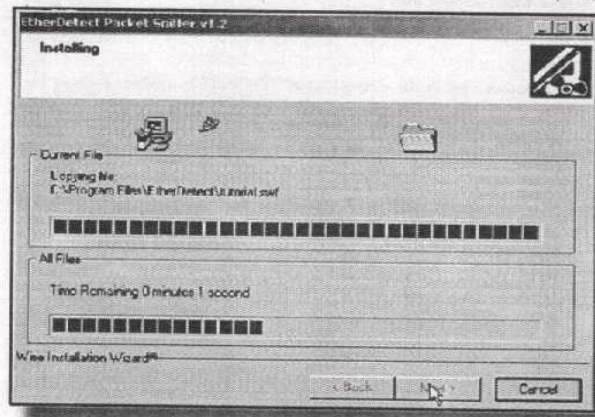 EtherDetect Packet Sniffer v1.2
Installing
Current File
Copying file:
C:\Program Files\EtherDetect\tutorial.swf
All Files
Time Remaining 0 minutes 1 second
Wise Installation Wizard®
< Back
Next >
Cancel